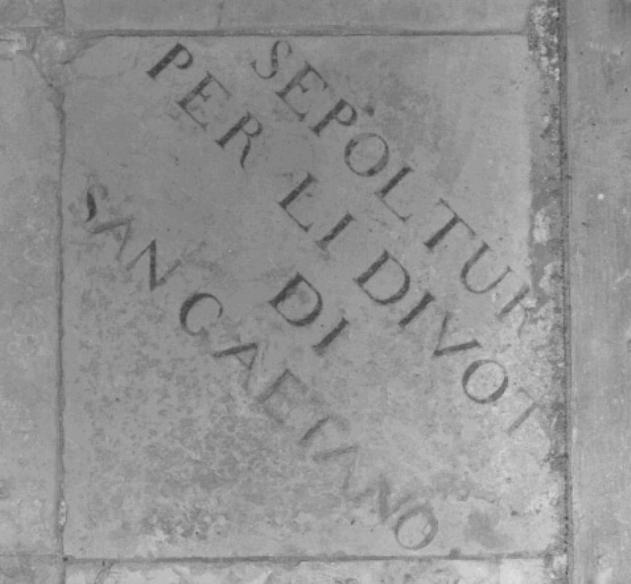 SEPOLTUR
PER LI DIVOT
DI
SAN CAETANO